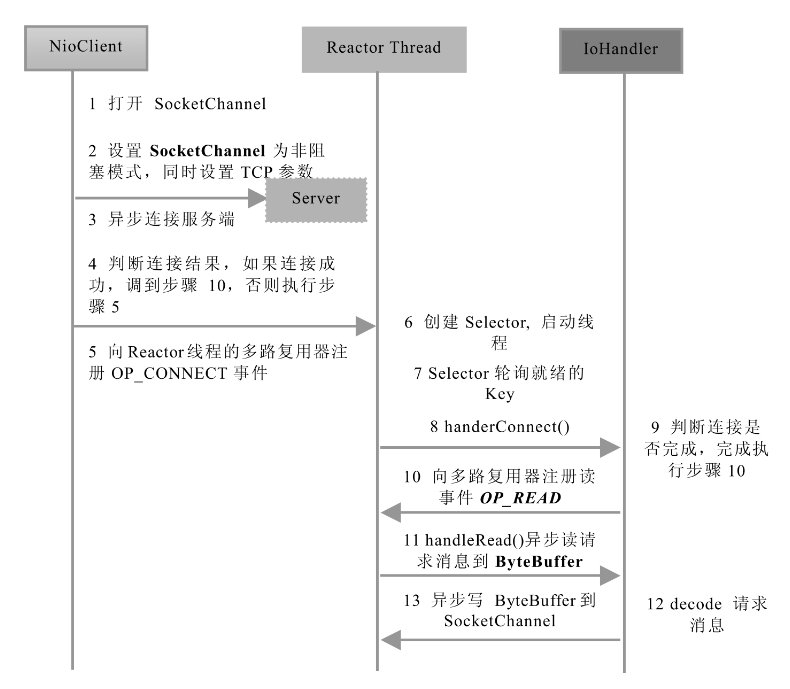 NioClient
Reactor Thread
IoHandler
1 打开 SocketChannel
2 设置 SocketChannel 为非阻
塞模式，同时设置 TCP 参数
Server
3 异步连接服务端
4 判断连接结果，如果连接成
功，调到步骤 10，否则执行步
骤 5
5 向 Reactor 线程的多路复用器注
册 OP_CONNECT 事件
6 创建 Selector, 启动线
程
7 Selector 轮询就绪的
Key
8 handerConnect()
9 判断连接是
否完成，完成执
行步骤 10
10 向多路复用器注册读
事件 OP_READ
11 handleRead()异步读请
求消息到 ByteBuffer
13 异步写 ByteBuffer 到
SocketChannel
12 decode 请求
消息